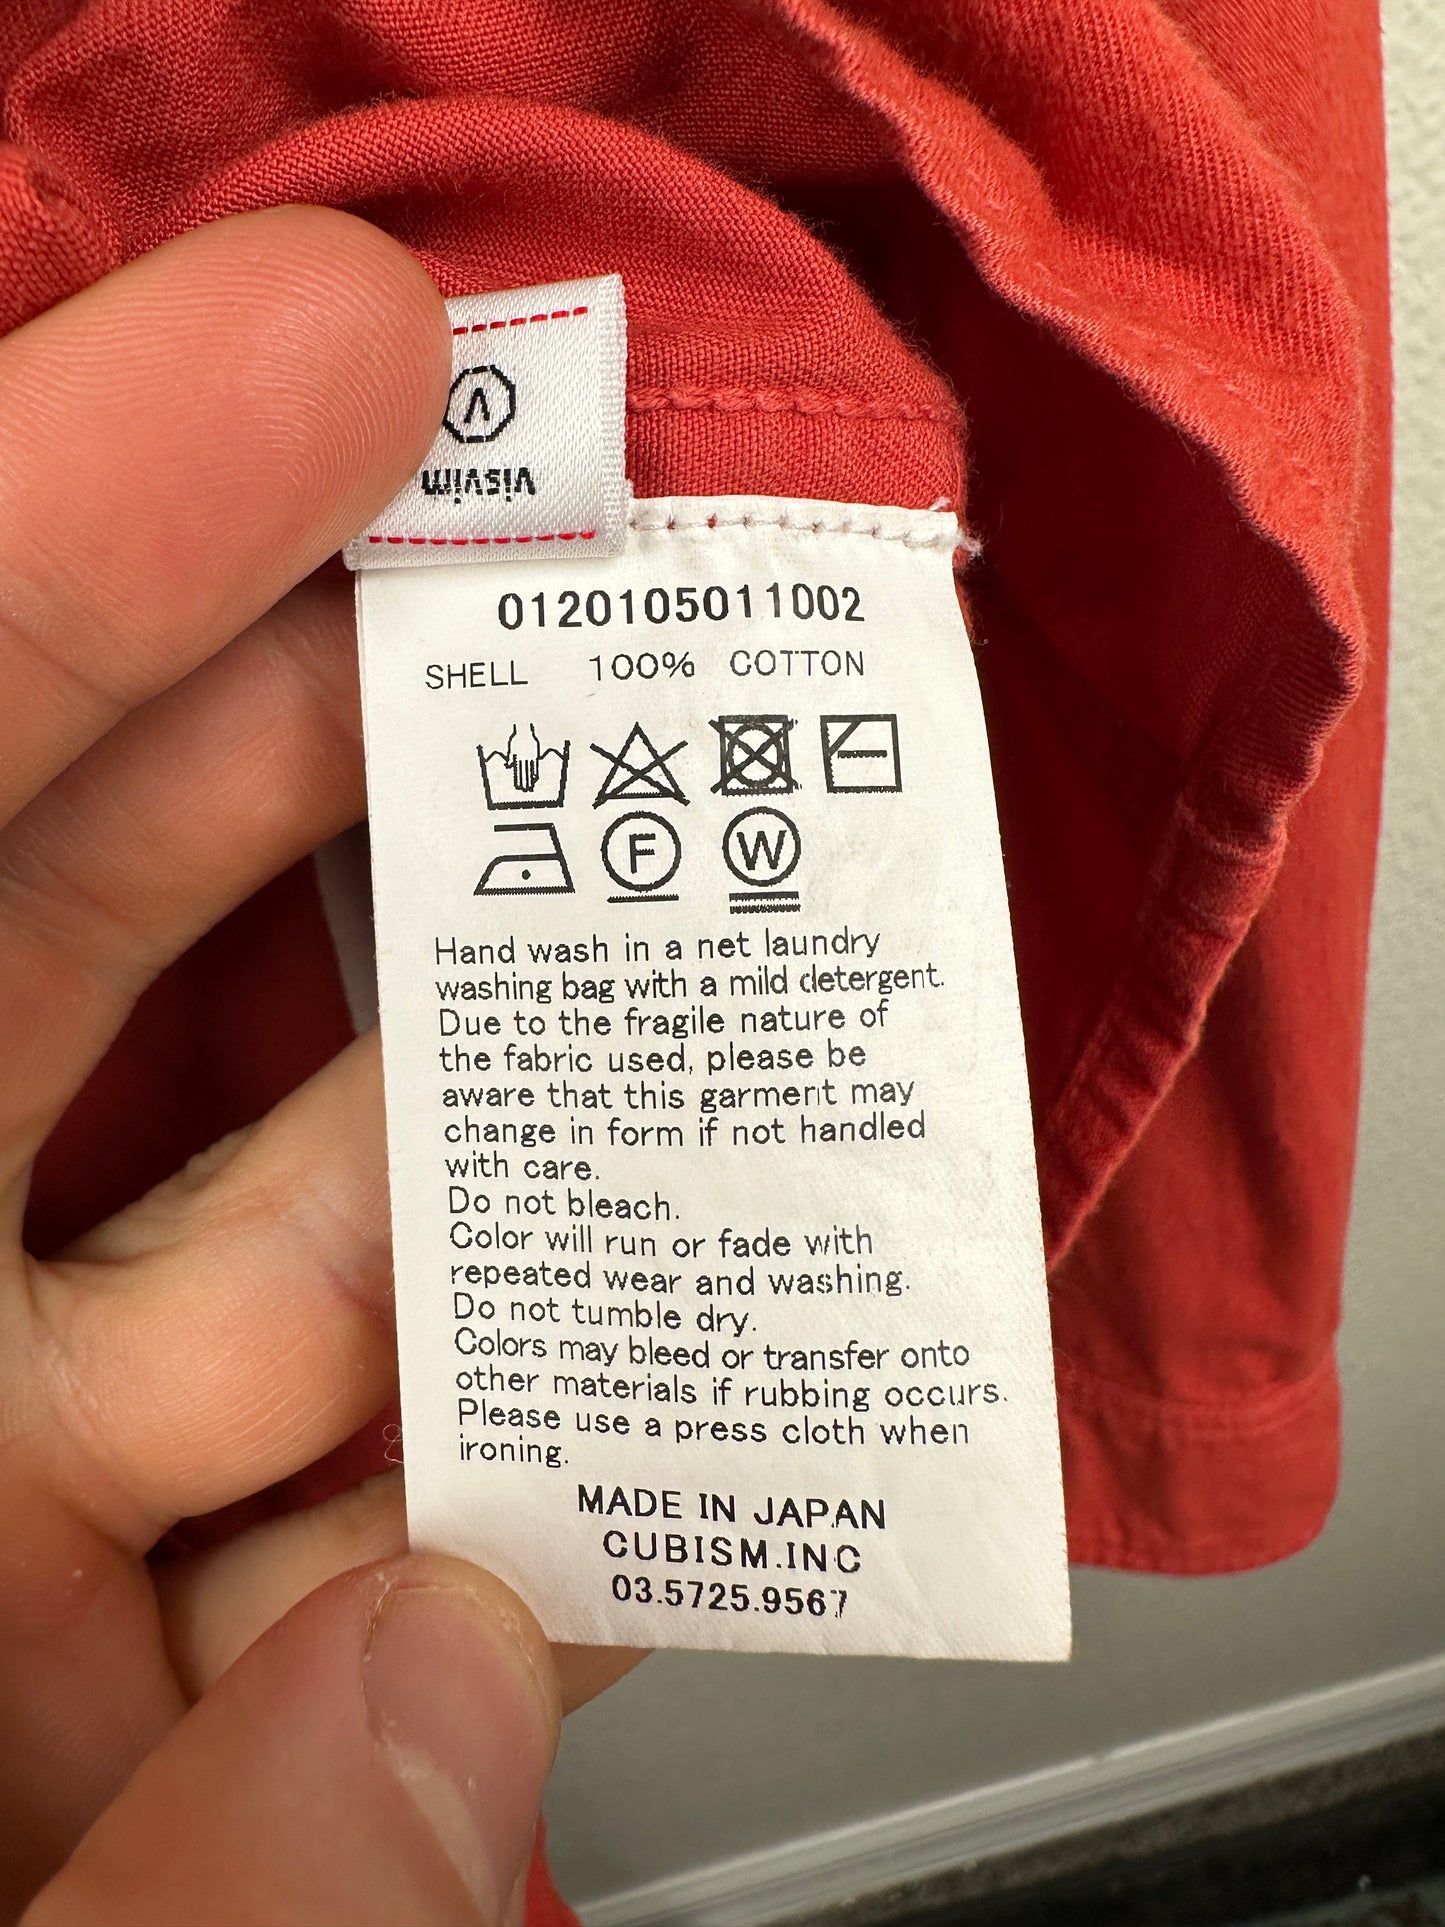 visvim
0120105011002
SHELL 100% COTTON
F W
Hand wash in a net laundry
washing bag with a mild detergent.
Due to the fragile nature of
the fabric used, please be
aware that this garment may
change in form if not handled
with care.
Do not bleach.
Color will run or fade with
repeated wear and washing.
Do not tumble dry.
Colors may bleed or transfer onto
other materials if rubbing occurs.
Please use a press cloth when
ironing.
MADE IN JAPAN
CUBISM.INC
03.5725.9567